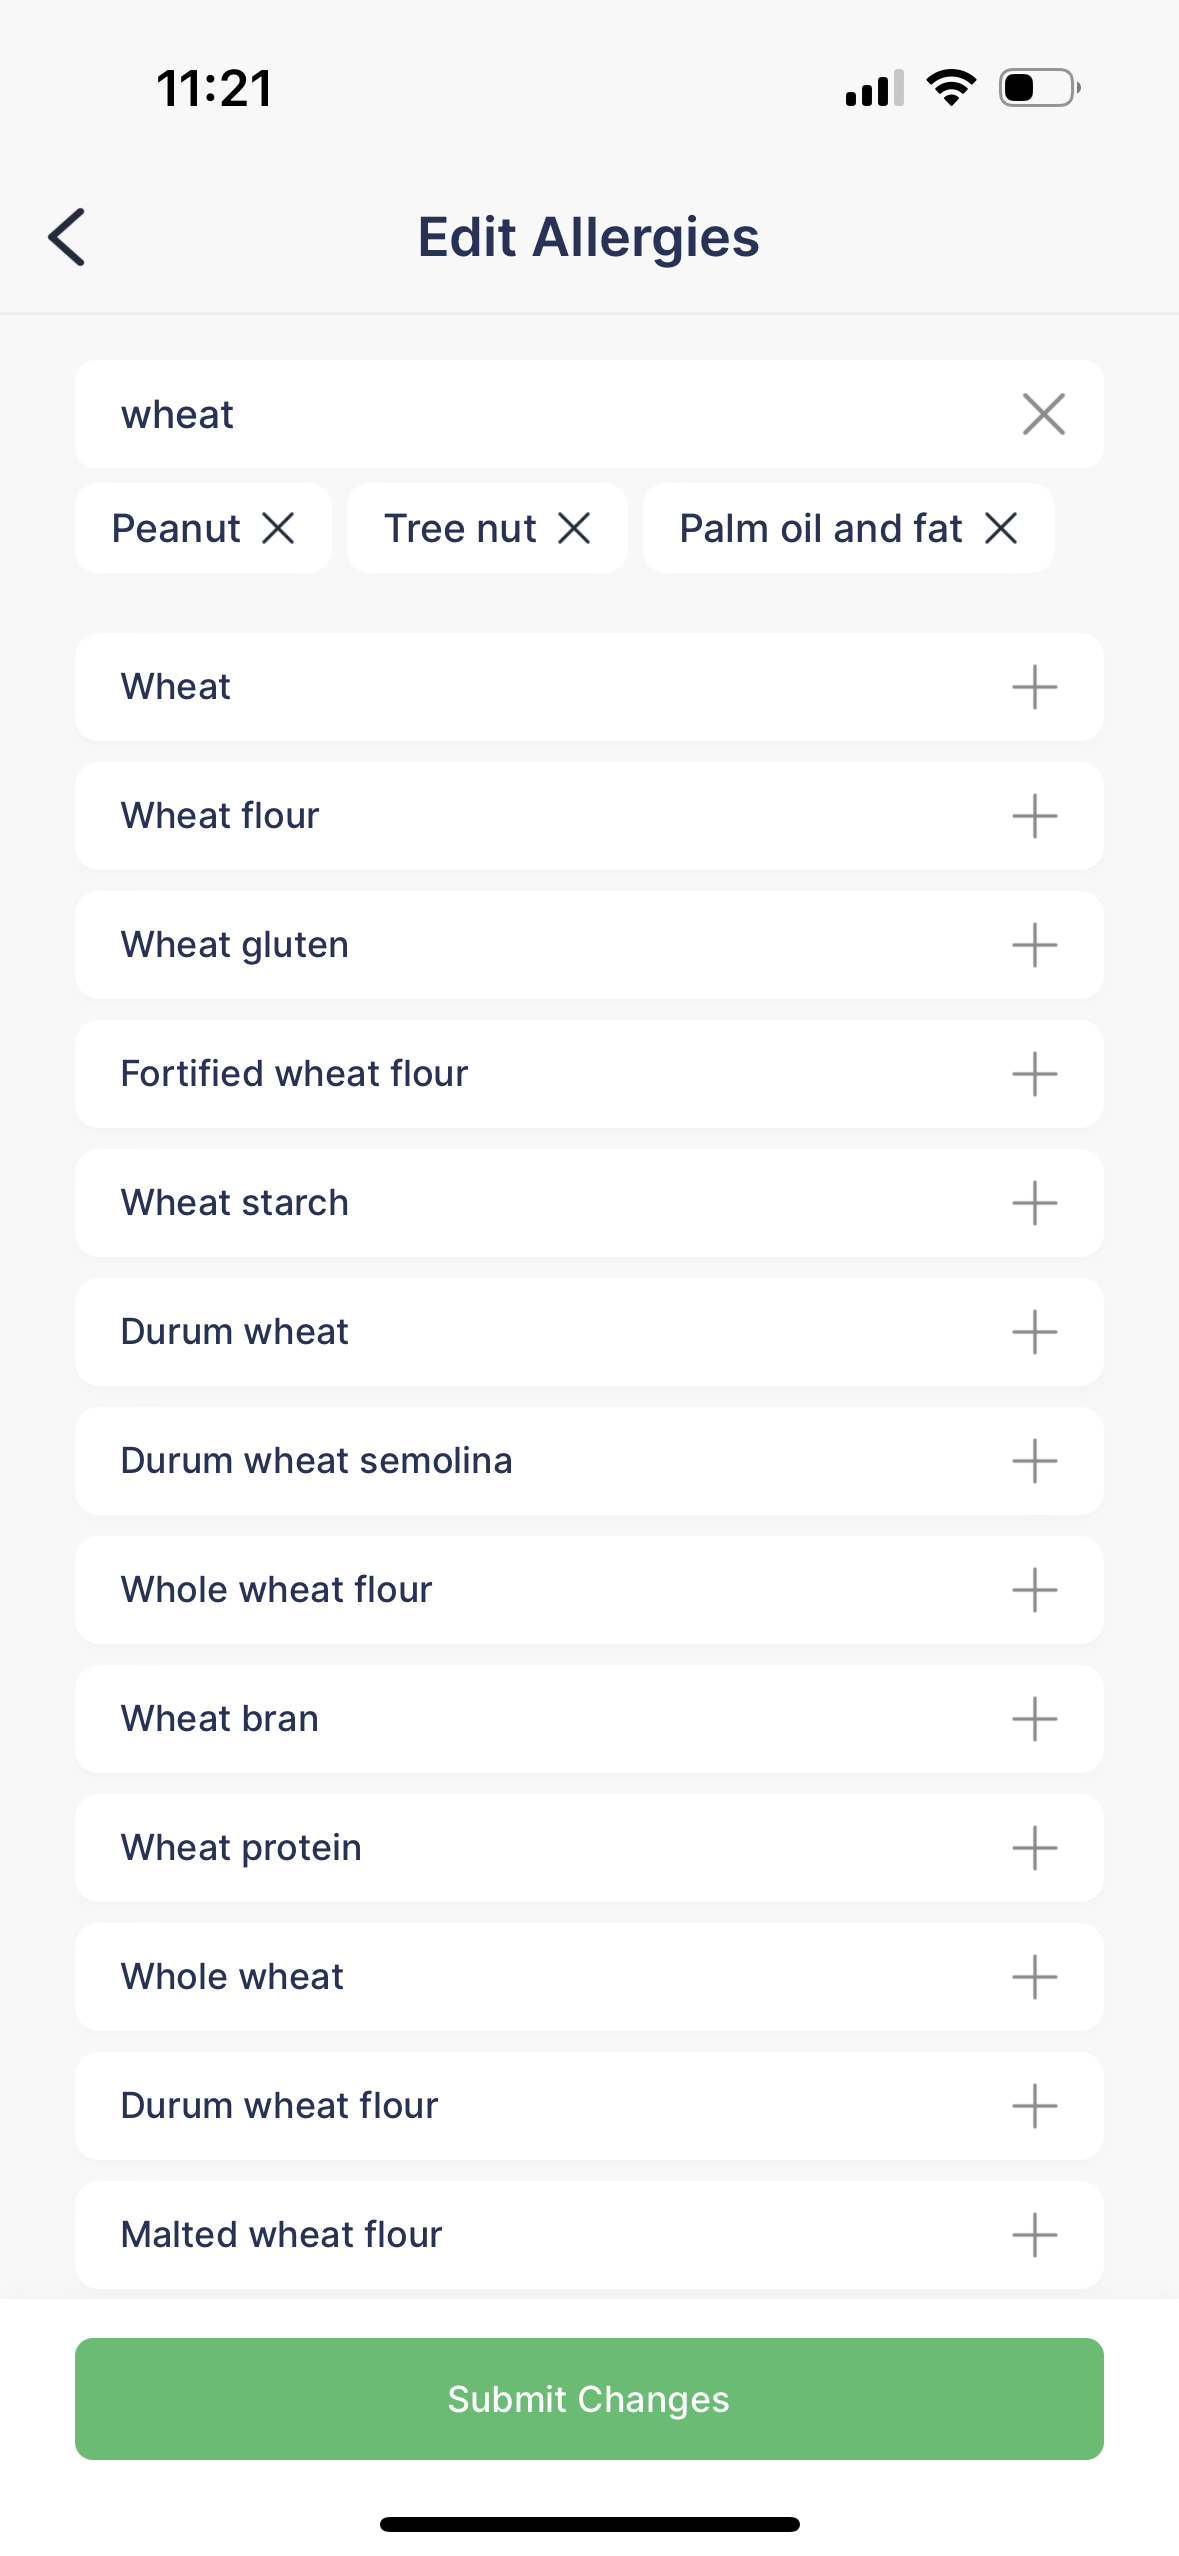 11:21
Edit Allergies
wheat
Peanut Tree nut Palm oil and fat
Wheat
Wheat flour
Wheat gluten
Fortified wheat flour
Wheat starch
Durum wheat
Durum wheat semolina
Whole wheat flour
Wheat bran
Wheat protein
Whole wheat
Durum wheat flour
Malted wheat flour
Submit Changes